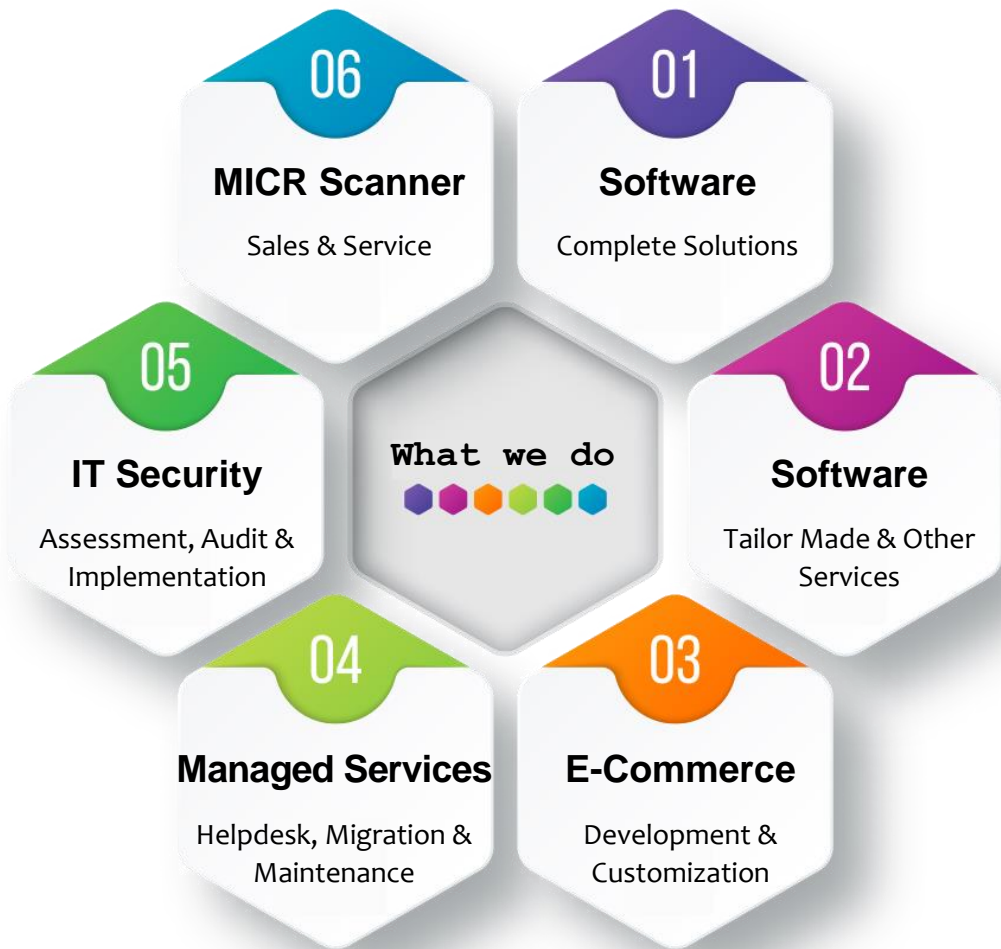 06
MICR Scanner
Sales & Service
01
Software
Complete Solutions
05
IT Security
Assessment, Audit &
Implementation
What we do
02
Software
Tailor Made & Other
Services
04
Managed Services
Helpdesk, Migration &
Maintenance
03
E-Commerce
Development &
Customization